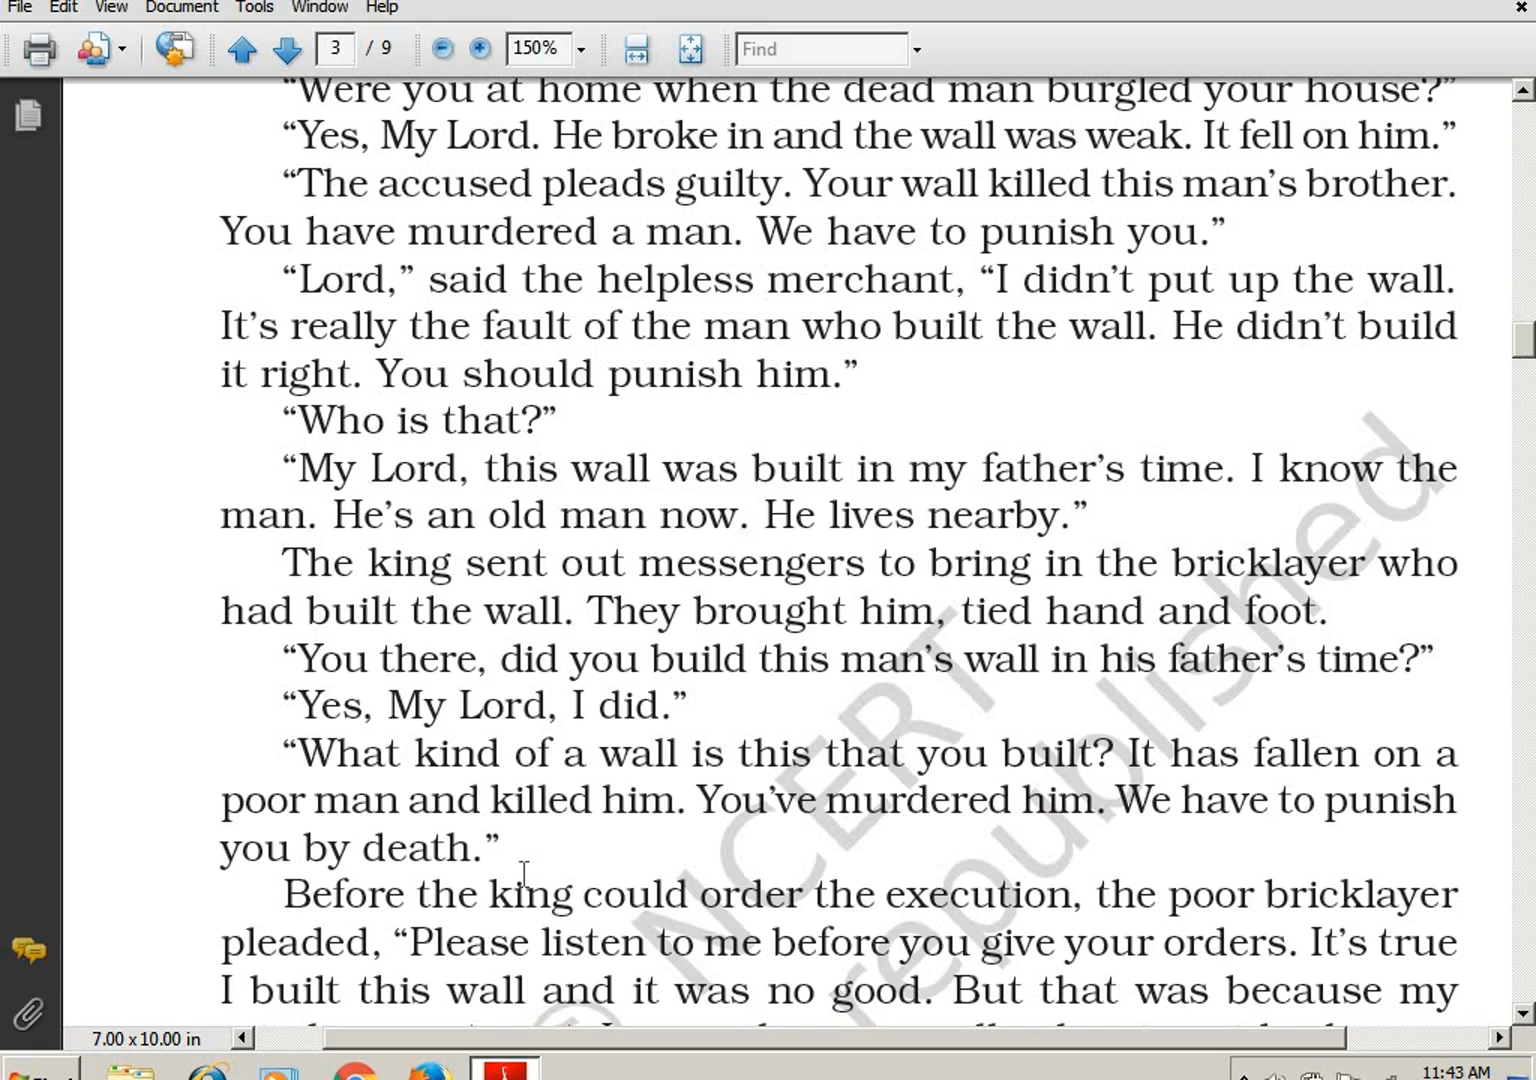 File Edit View Document Tools Window Help
3 / 9 150% Find
“Were you at home when the dead man burgled your house?”
“Yes, My Lord. He broke in and the wall was weak. It fell on him.”
“The accused pleads guilty. Your wall killed this man’s brother.
You have murdered a man. We have to punish you.”
“Lord,” said the helpless merchant, “I didn’t put up the wall.
It’s really the fault of the man who built the wall. He didn’t build
it right. You should punish him.”
“Who is that?”
“My Lord, this wall was built in my father’s time. I know the
man. He’s an old man now. He lives nearby.”
The king sent out messengers to bring in the bricklayer who
had built the wall. They brought him, tied hand and foot.
“You there, did you build this man’s wall in his father’s time?”
“Yes, My Lord, I did.”
“What kind of a wall is this that you built? It has fallen on a
poor man and killed him. You’ve murdered him. We have to punish
you by death.”
Before the king could order the execution, the poor bricklayer
pleaded, “Please listen to me before you give your orders. It’s true
I built this wall and it was no good. But that was because my
© NCERT
republished
7.00 x 10.00 in
11:43 AM